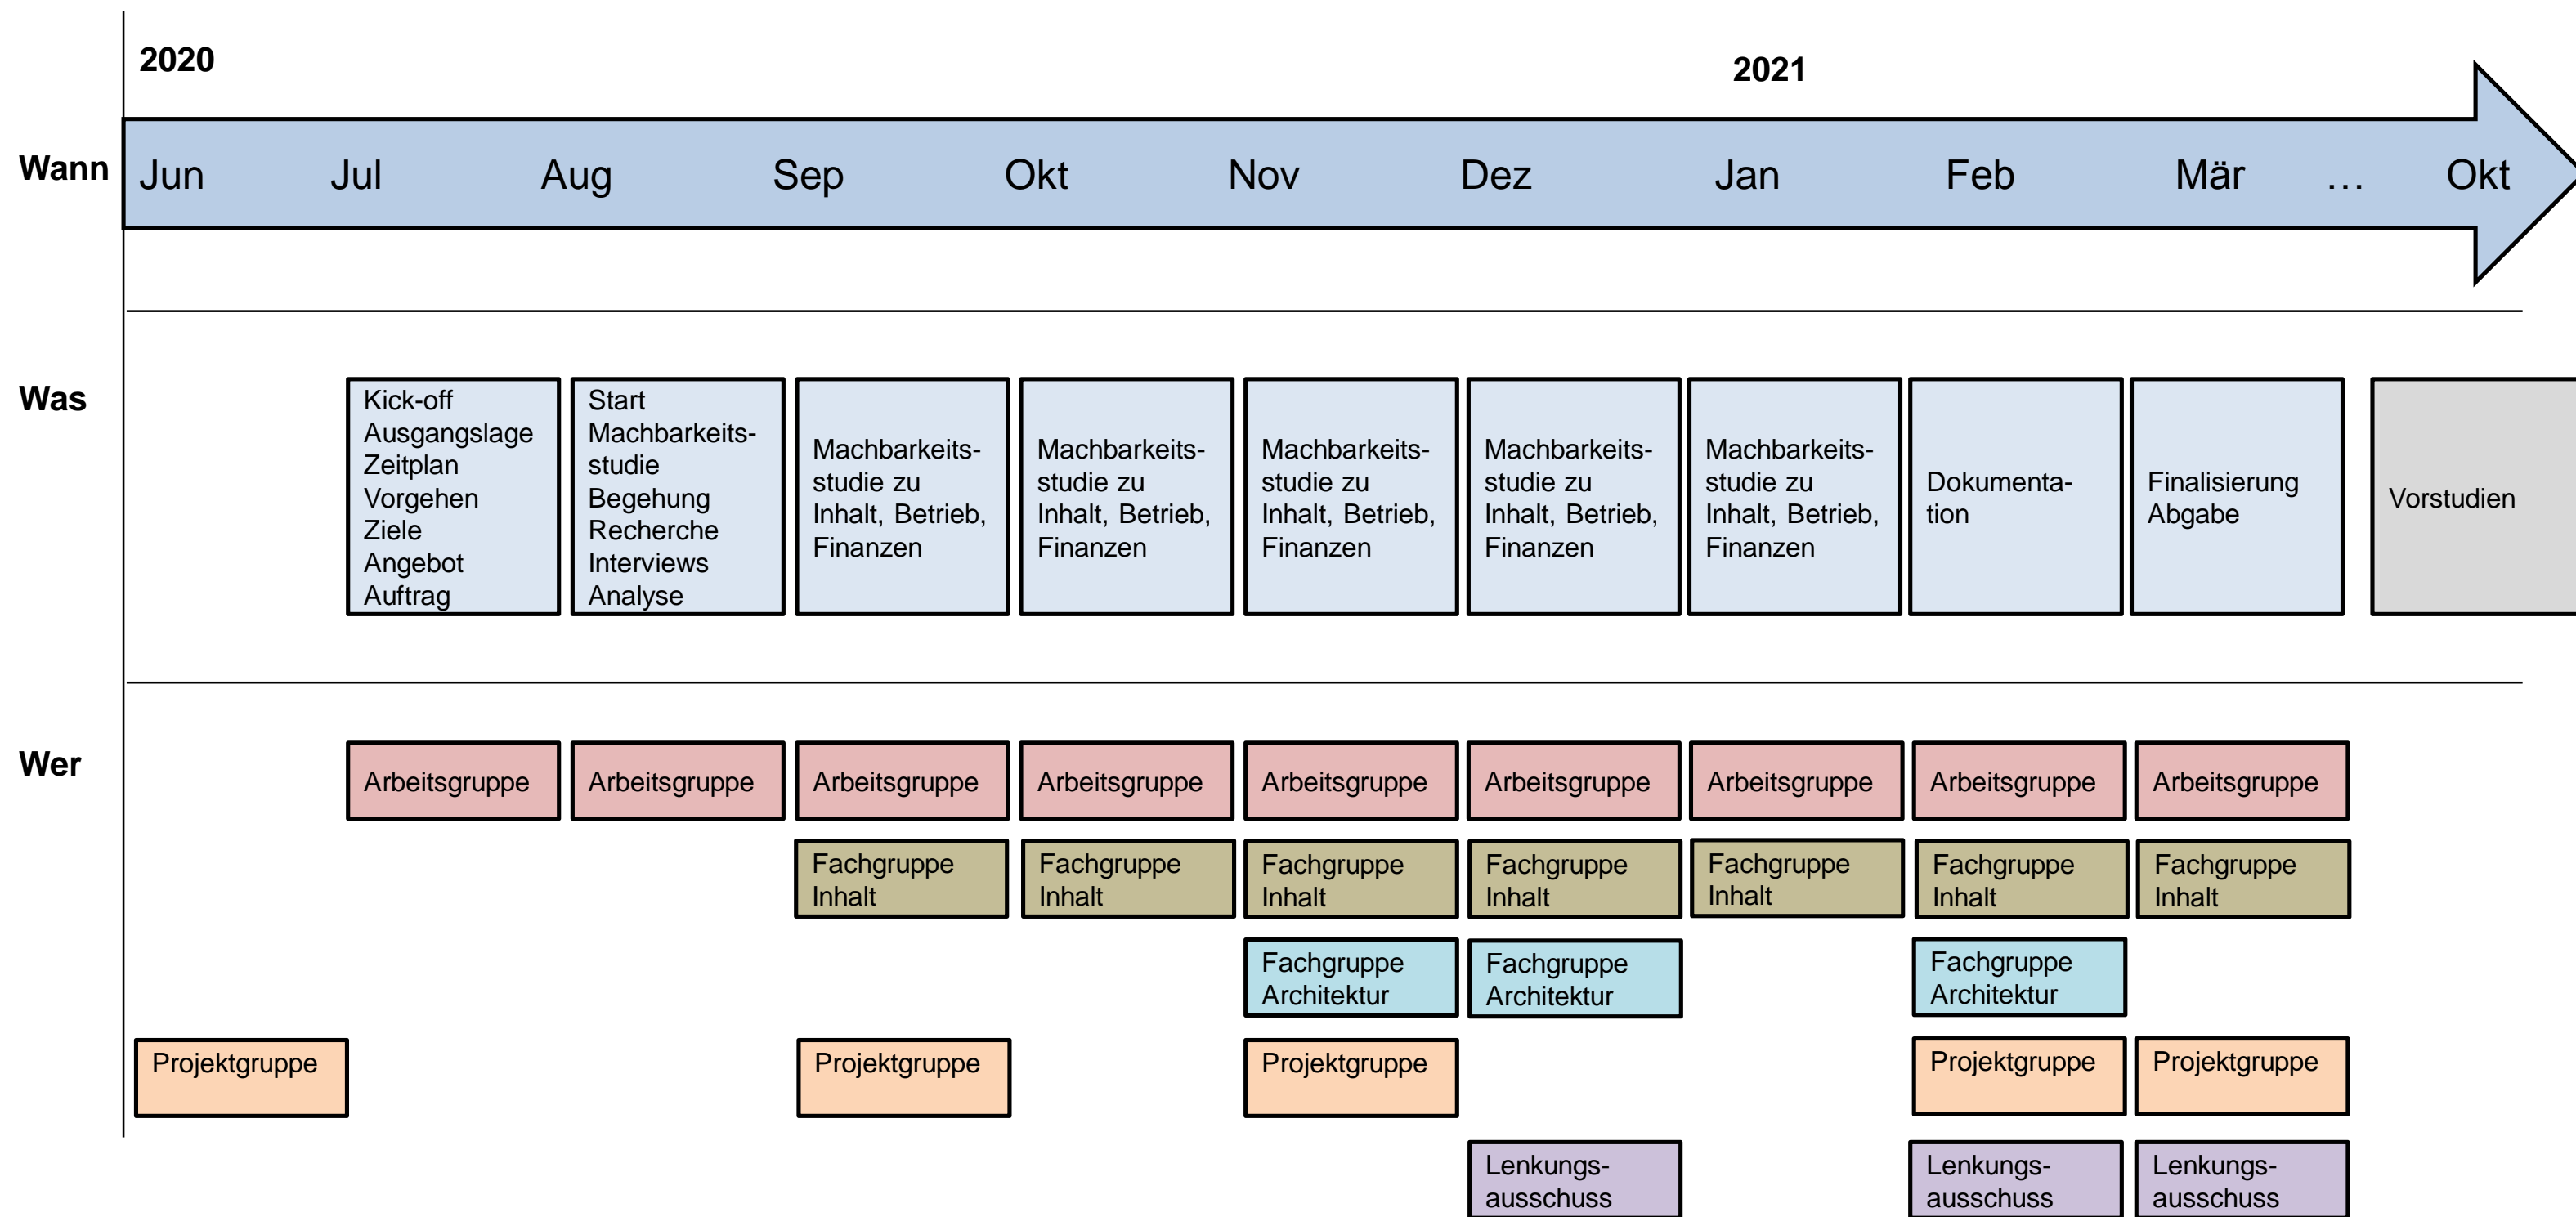 2020
2021
Wann
Jun Jul Aug Sep Okt Nov Dez Jan Feb Mär … Okt
Was
Kick-off
Ausgangslage
Zeitplan
Vorgehen
Ziele
Angebot
Auftrag
Start
Machbarkeits-
studie
Begehung
Recherche
Interviews
Analyse
Machbarkeits-
studie zu
Inhalt, Betrieb,
Finanzen
Machbarkeits-
studie zu
Inhalt, Betrieb,
Finanzen
Machbarkeits-
studie zu
Inhalt, Betrieb,
Finanzen
Machbarkeits-
studie zu
Inhalt, Betrieb,
Finanzen
Machbarkeits-
studie zu
Inhalt, Betrieb,
Finanzen
Dokumenta-
tion
Finalisierung
Abgabe
Vorstudien
Wer
Arbeitsgruppe
Arbeitsgruppe
Arbeitsgruppe
Arbeitsgruppe
Arbeitsgruppe
Arbeitsgruppe
Arbeitsgruppe
Arbeitsgruppe
Arbeitsgruppe
Fachgruppe
Inhalt
Fachgruppe
Inhalt
Fachgruppe
Inhalt
Fachgruppe
Inhalt
Fachgruppe
Inhalt
Fachgruppe
Inhalt
Fachgruppe
Inhalt
Fachgruppe
Architektur
Fachgruppe
Architektur
Fachgruppe
Architektur
Projektgruppe
Projektgruppe
Projektgruppe
Projektgruppe
Projektgruppe
Lenkungs-
ausschuss
Lenkungs-
ausschuss
Lenkungs-
ausschuss